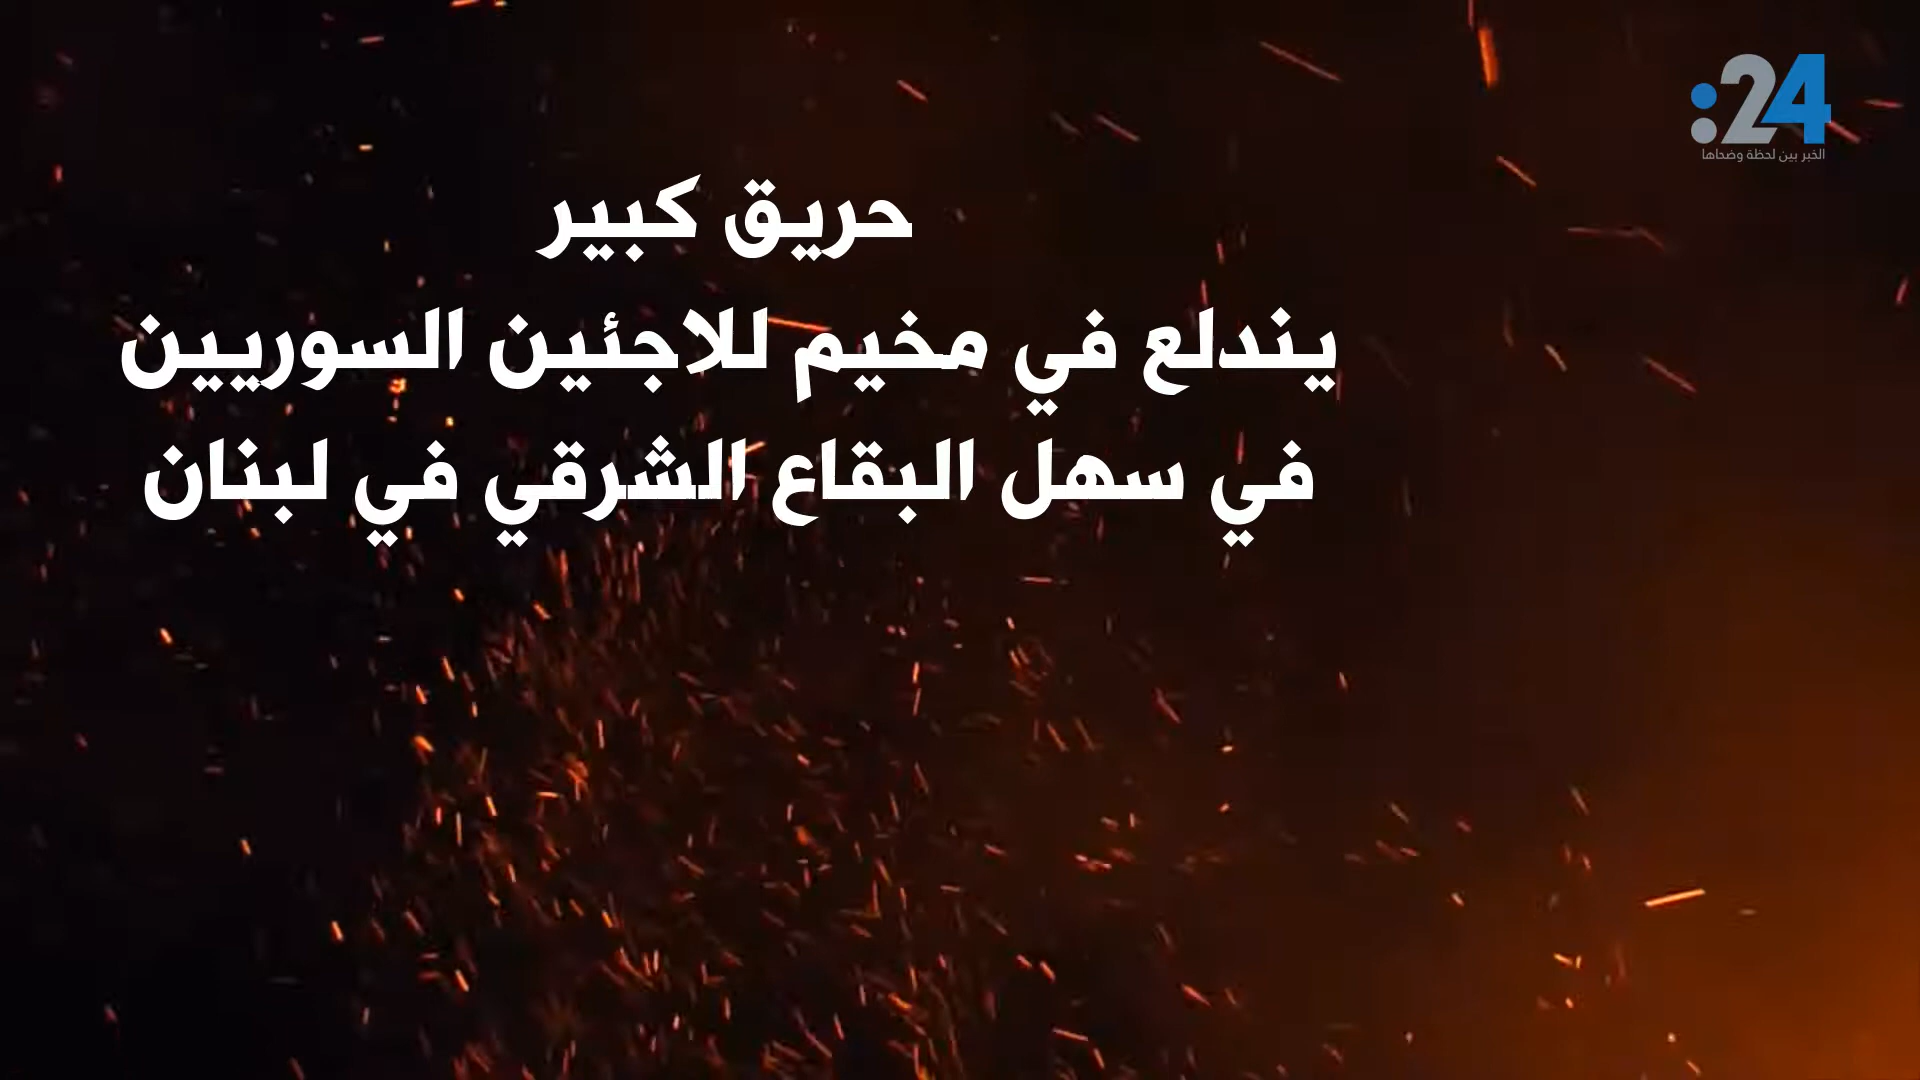 :24
الخبر بين لحظة وضحاها
حريق كبير
يندلع في مخيم للاجئين السوريين
في سهل البقاع الشرقي في لبنان